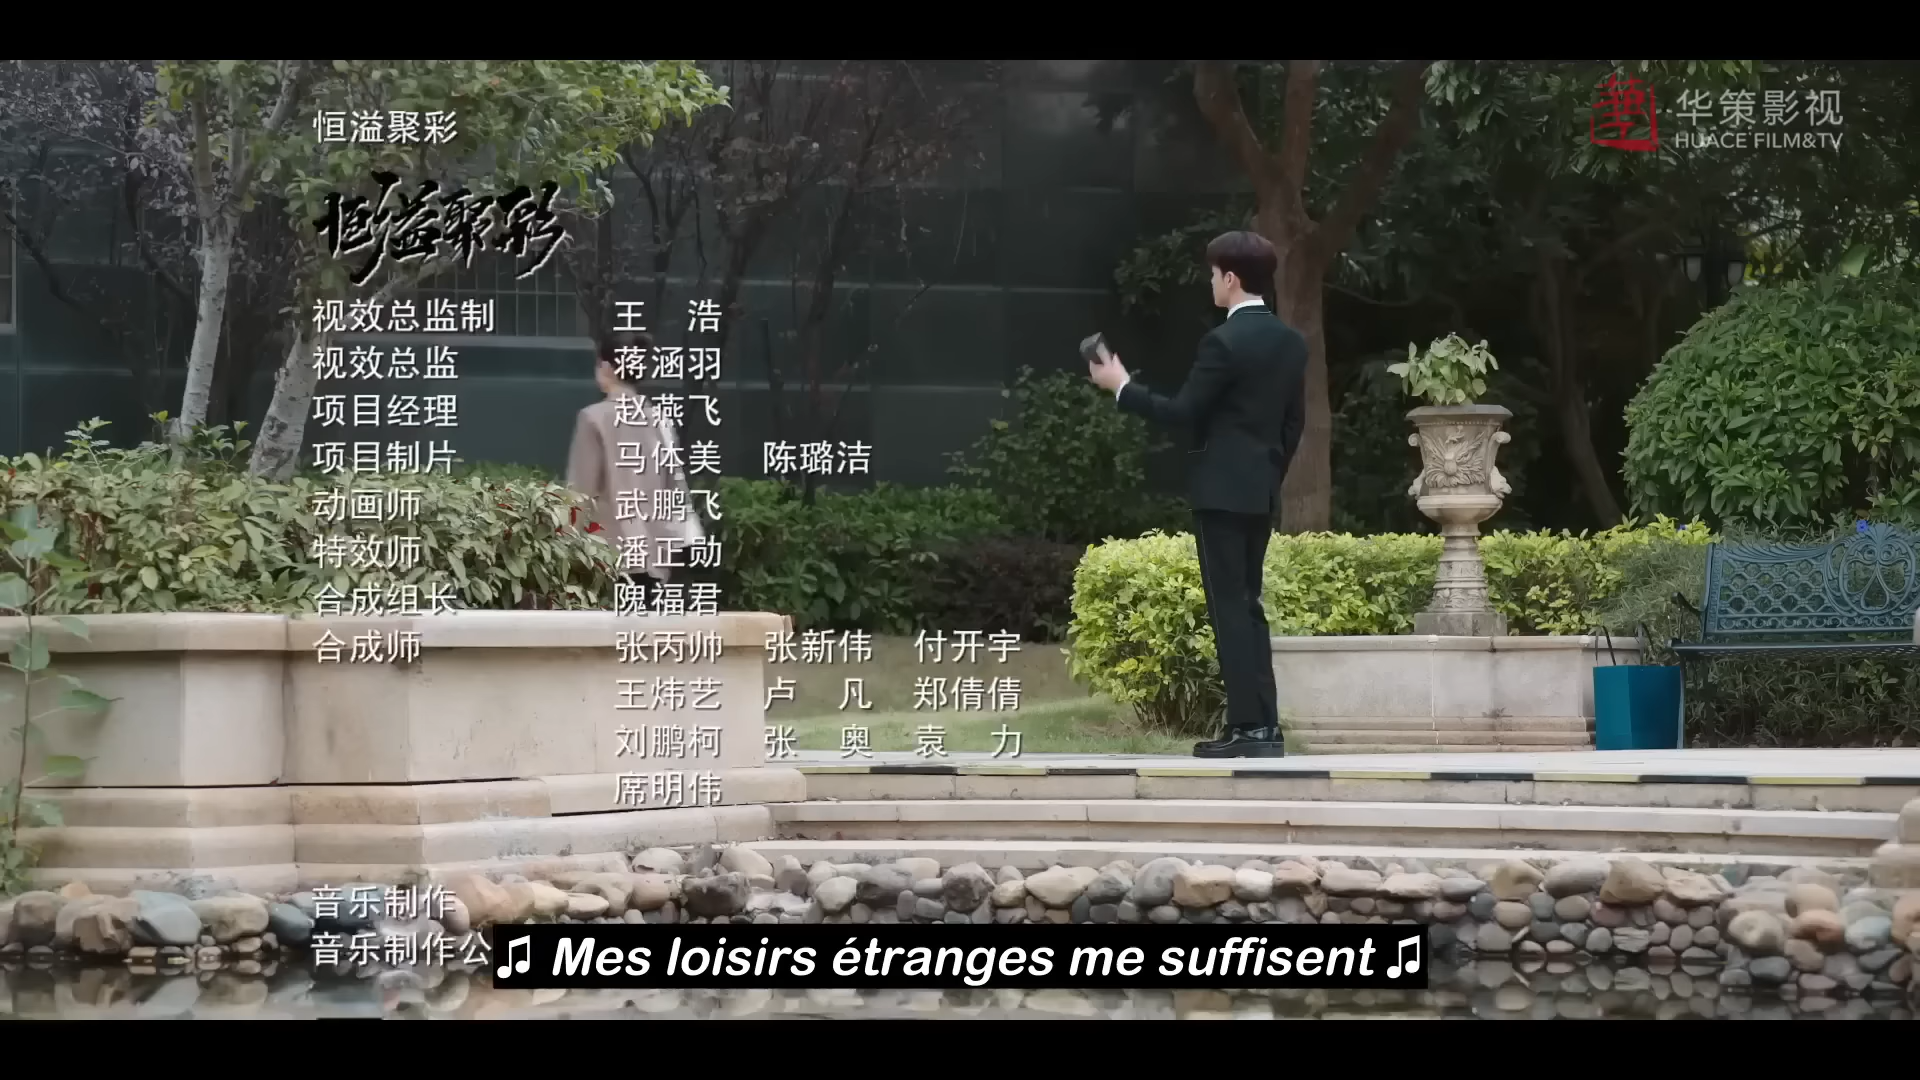 恒溢聚彩
华策影视
HUACE FILM&TV
恒溢聚彩
视效总监制 王 浩
视效总监 蒋涵羽
项目经理 赵燕飞
项目制片 马体美 陈璐洁
动画师 武鹏飞
特效师 潘正勋
合成组长 隗福君
合成师 张丙帅 张新伟 付开宇
王炜艺 卢 凡 郑倩倩
刘鹏柯 张 奥 袁 力
席明伟
音乐制作
音乐制作公
♫ Mes loisirs étranges me suffisent ♫